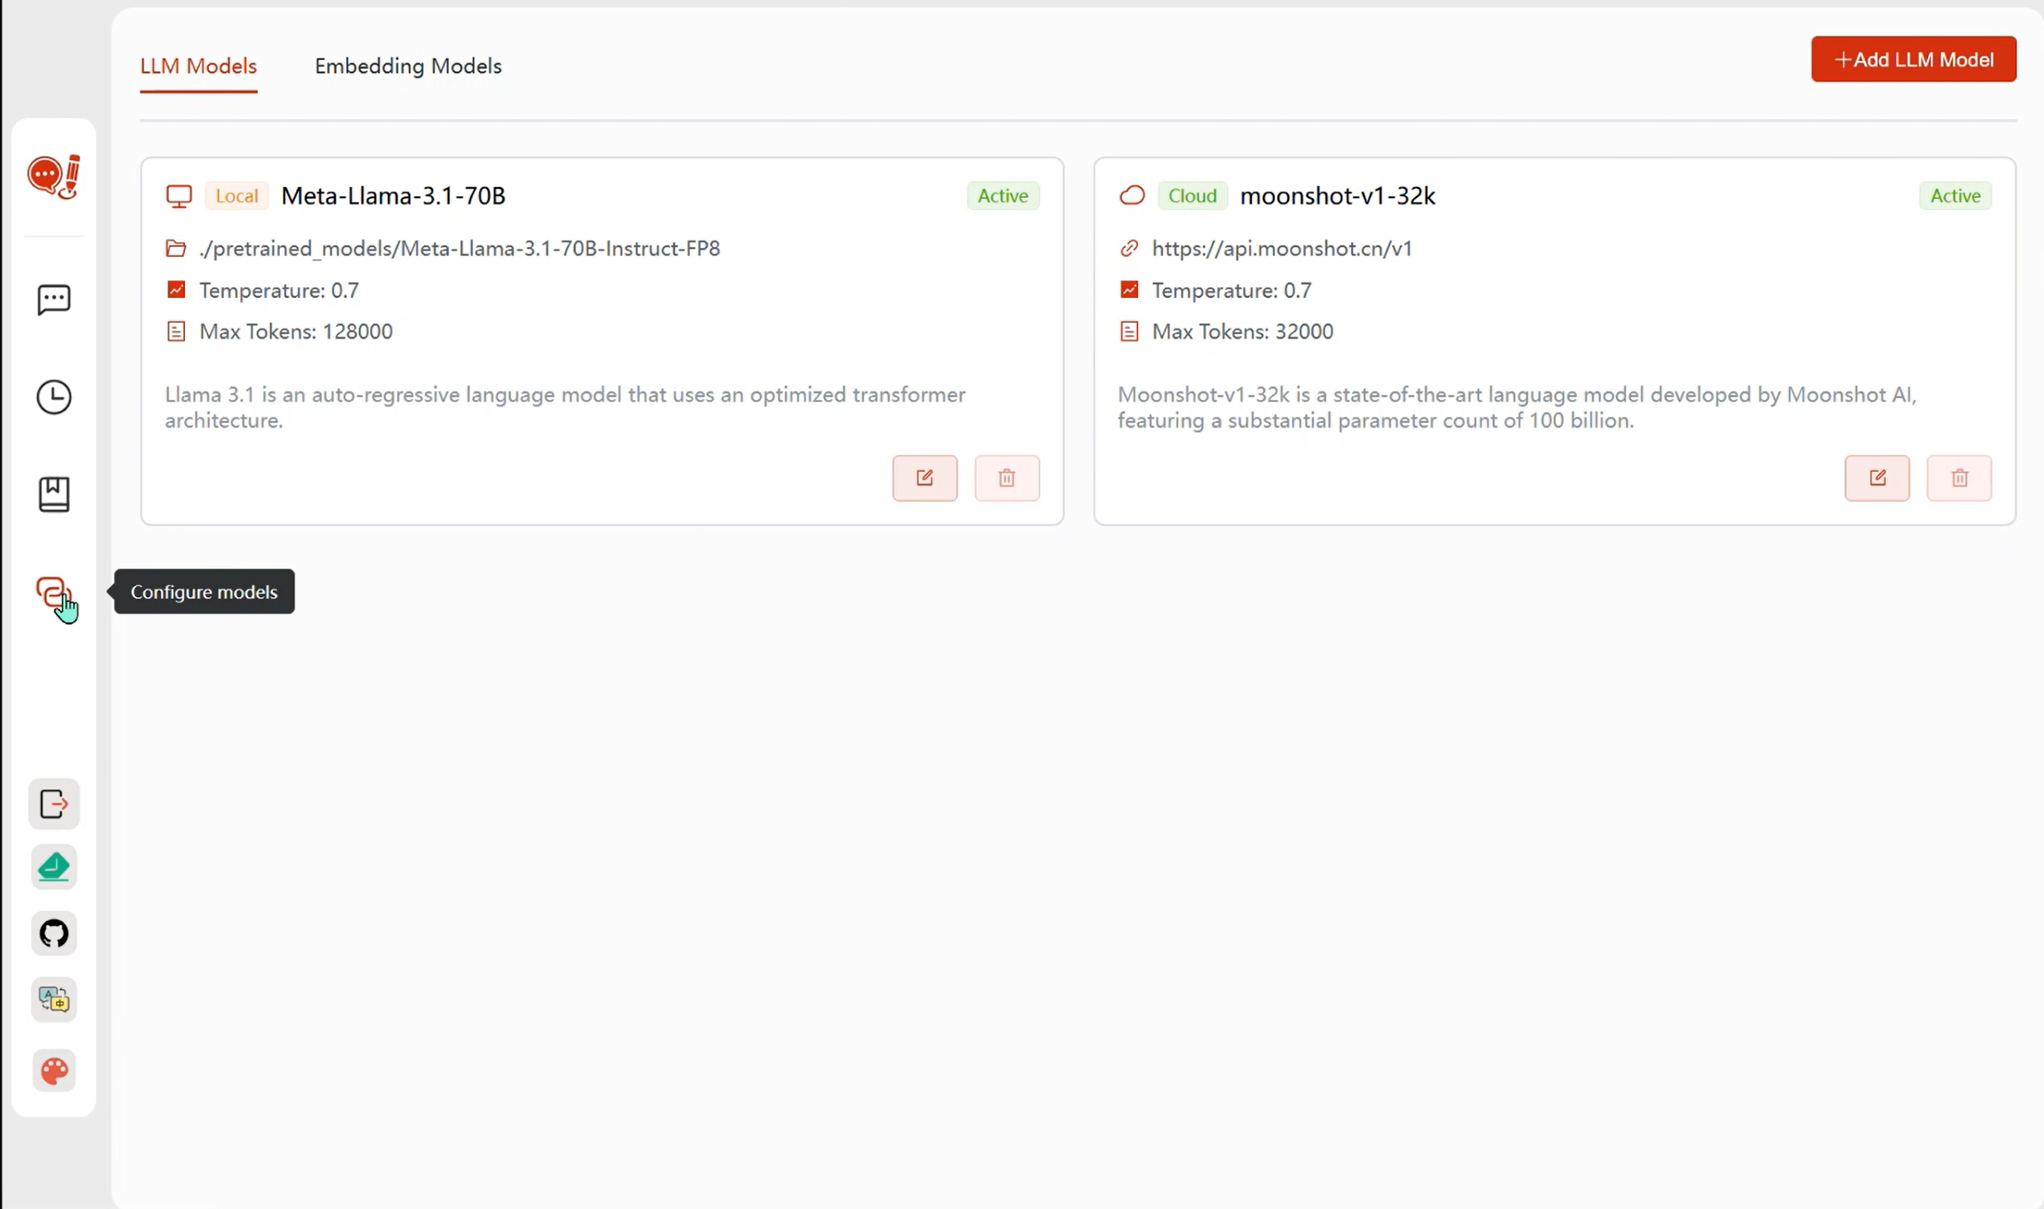 LLM Models
Embedding Models
+Add LLM Model
Local
Meta-Llama-3.1-70B
Active
./pretrained_models/Meta-Llama-3.1-70B-Instruct-FP8
Temperature: 0.7
Max Tokens: 128000
Llama 3.1 is an auto-regressive language model that uses an optimized transformer
architecture.
Cloud
moonshot-v1-32k
Active
https://api.moonshot.cn/v1
Temperature: 0.7
Max Tokens: 32000
Moonshot-v1-32k is a state-of-the-art language model developed by Moonshot AI,
featuring a substantial parameter count of 100 billion.
Configure models
A
中